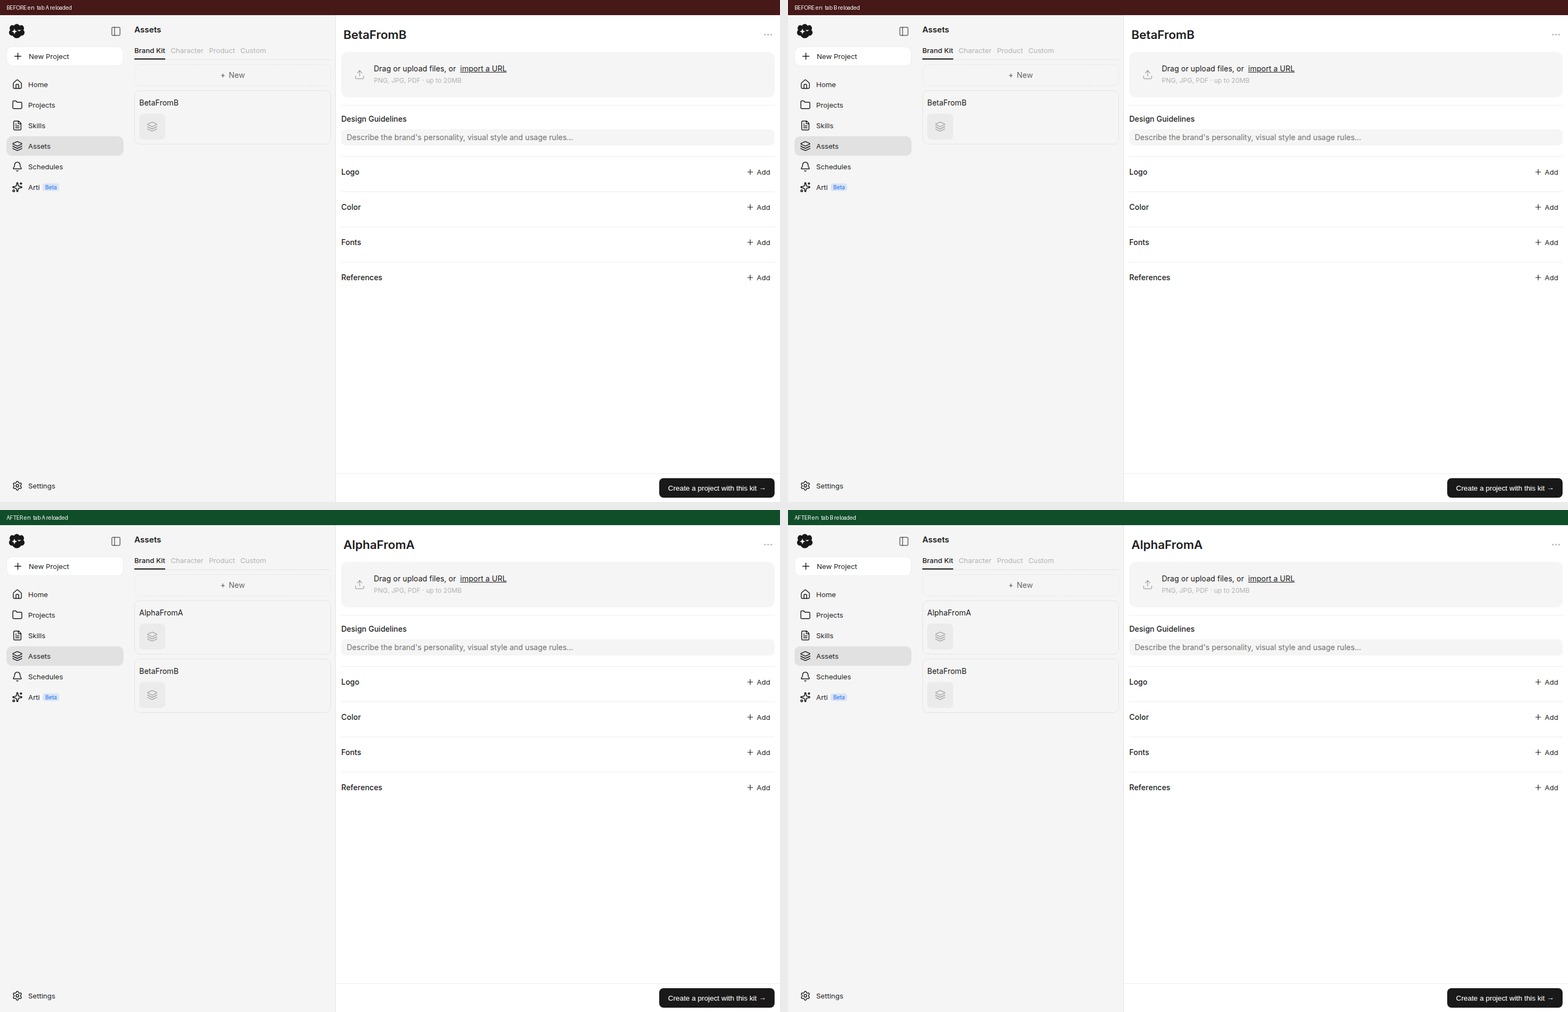 BEFORE en tab A reloaded
New Project
Home
Projects
Skills
Assets
Schedules
Arti Beta
Settings
Assets
Brand Kit Character Product Custom
+ New
BetaFromB
BetaFromB
Drag or upload files, or import a URL
PNG, JPG, PDF · up to 20MB
Design Guidelines
Describe the brand's personality, visual style and usage rules...
Logo + Add
Color + Add
Fonts + Add
References + Add
Create a project with this kit →
BEFORE en tab B reloaded
New Project
Home
Projects
Skills
Assets
Schedules
Arti Beta
Settings
Assets
Brand Kit Character Product Custom
+ New
BetaFromB
BetaFromB
Drag or upload files, or import a URL
PNG, JPG, PDF · up to 20MB
Design Guidelines
Describe the brand's personality, visual style and usage rules...
Logo + Add
Color + Add
Fonts + Add
References + Add
Create a project with this kit →
AFTER en tab A reloaded
New Project
Home
Projects
Skills
Assets
Schedules
Arti Beta
Settings
Assets
Brand Kit Character Product Custom
+ New
AlphaFromA
BetaFromB
AlphaFromA
Drag or upload files, or import a URL
PNG, JPG, PDF · up to 20MB
Design Guidelines
Describe the brand's personality, visual style and usage rules...
Logo + Add
Color + Add
Fonts + Add
References + Add
Create a project with this kit →
AFTER en tab B reloaded
New Project
Home
Projects
Skills
Assets
Schedules
Arti Beta
Settings
Assets
Brand Kit Character Product Custom
+ New
AlphaFromA
BetaFromB
AlphaFromA
Drag or upload files, or import a URL
PNG, JPG, PDF · up to 20MB
Design Guidelines
Describe the brand's personality, visual style and usage rules...
Logo + Add
Color + Add
Fonts + Add
References + Add
Create a project with this kit →